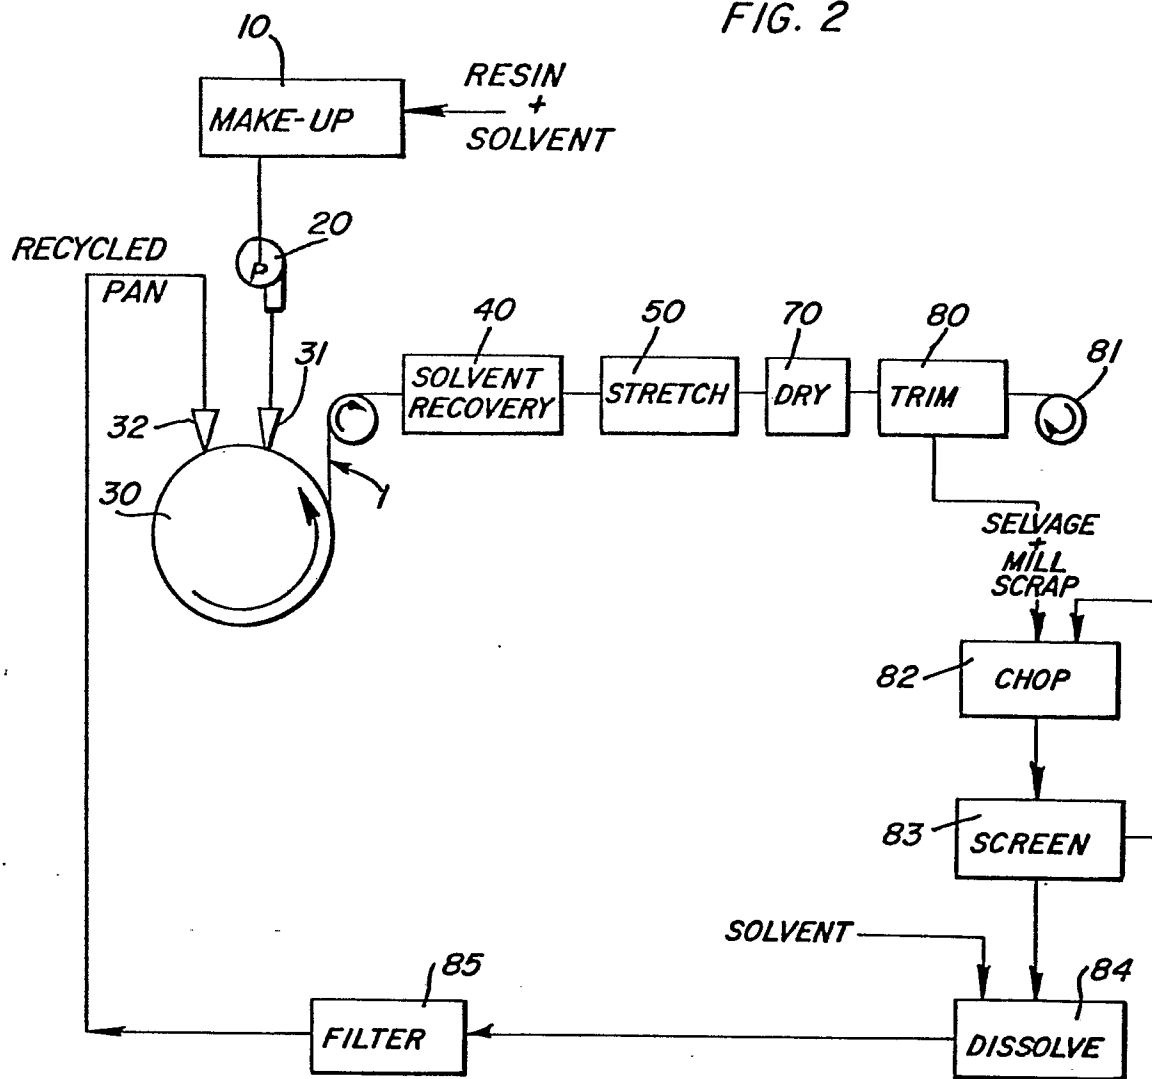 FIG. 2
10
MAKE-UP
RESIN
+
SOLVENT
20
P
RECYCLED
PAN
31
32
30
1
40
SOLVENT
RECOVERY
50
STRETCH
70
DRY
80
TRIM
81
SELVAGE
+
MILL
SCRAP
82
CHOP
83
SCREEN
SOLVENT
84
DISSOLVE
85
FILTER